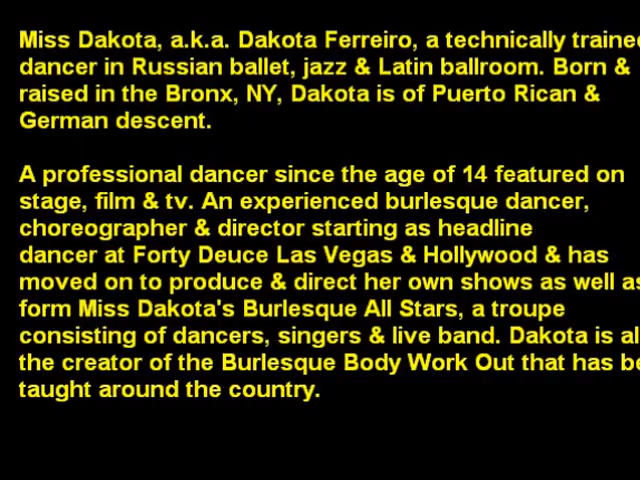 Miss Dakota, a.k.a. Dakota Ferreiro, a technically traine
dancer in Russian ballet, jazz & Latin ballroom. Born &
raised in the Bronx, NY, Dakota is of Puerto Rican &
German descent.
A professional dancer since the age of 14 featured on
stage, film & tv. An experienced burlesque dancer,
choreographer & director starting as headline
dancer at Forty Deuce Las Vegas & Hollywood & has
moved on to produce & direct her own shows as well as
form Miss Dakota's Burlesque All Stars, a troupe
consisting of dancers, singers & live band. Dakota is al
the creator of the Burlesque Body Work Out that has be
taught around the country.